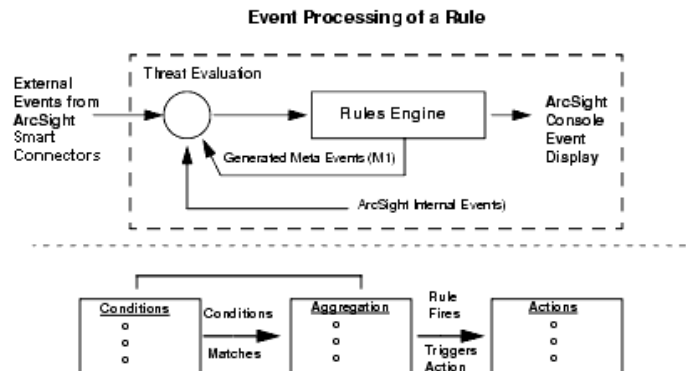 Event Processing of a Rule
Threat Evaluation
External
Events from
ArcSight
Smart
Connectors
Rules Engine
ArcSight
Console
Event
Display
Generated Meta Events (M1)
ArcSight Internal Events)
Conditions
Conditions
Matches
Aggregation
Rule
Fires
Triggers
Action
Actions